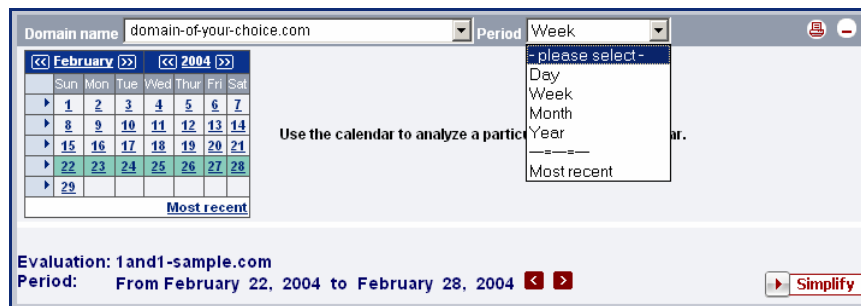 Domain name domain-of-your-choice.com Period Week
<< February >> << 2004 >>
- please select -
Sun Mon Tue Wed Thur Fri Sat
Day
1 2 3 4 5 6 7
Week
8 9 10 11 12 13 14
Month
Use the calendar to analyze a ar.
Year
15 16 17 18 19 20 21
—=—=—
22 23 24 25 26 27 28
Most recent
29
Most recent
Evaluation: 1and1-sample.com
Period: From February 22, 2004 to February 28, 2004 < >
Simplify